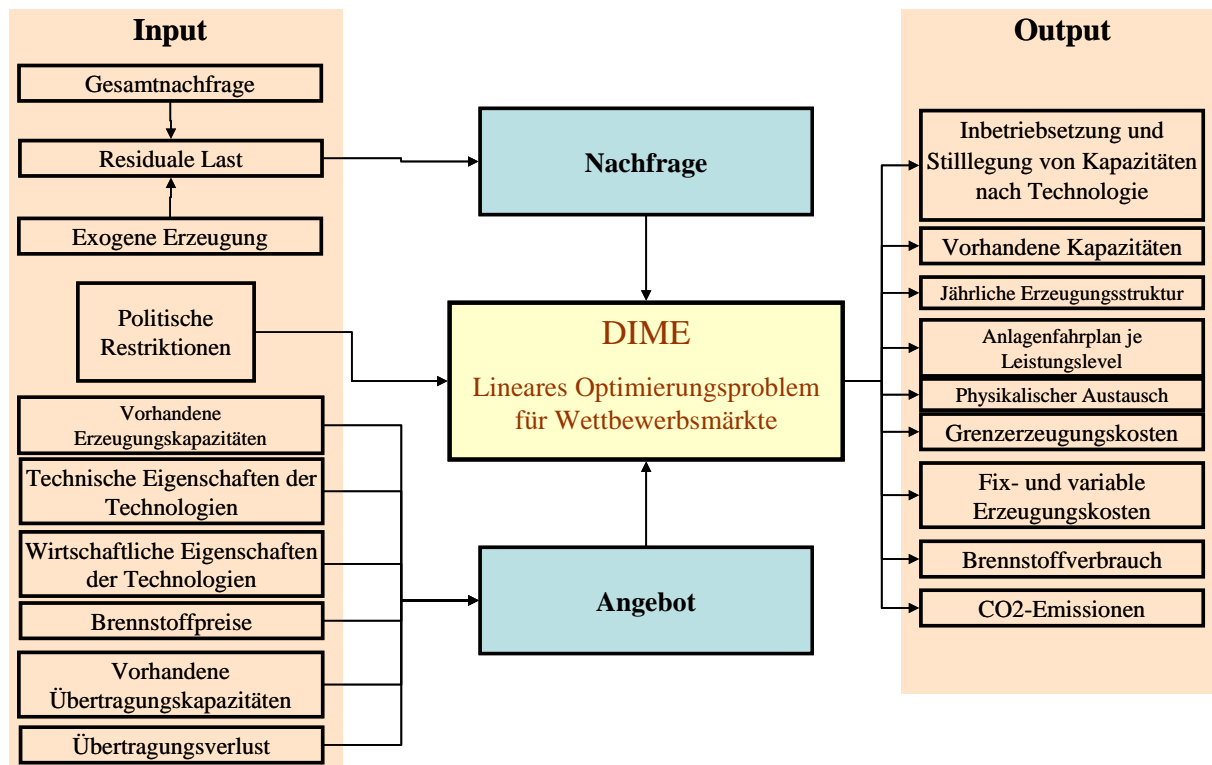 Input
Gesamtnachfrage
Residuale Last
Exogene Erzeugung
Politische
Restriktionen
Vorhandene
Erzeugungskapazitäten
Technische Eigenschaften der
Technologien
Wirtschaftliche Eigenschaften
der Technologien
Brennstoffpreise
Vorhandene
Übertragungskapazitäten
Übertragungsverlust
Nachfrage
DIME
Lineares Optimierungsproblem
für Wettbewerbsmärkte
Angebot
Output
Inbetriebsetzung und
Stilllegung von Kapazitäten
nach Technologie
Vorhandene Kapazitäten
Jährliche Erzeugungsstruktur
Anlagenfahrplan je
Leistungslevel
Physikalischer Austausch
Grenzerzeugungskosten
Fix- und variable
Erzeugungskosten
Brennstoffverbrauch
CO2-Emissionen